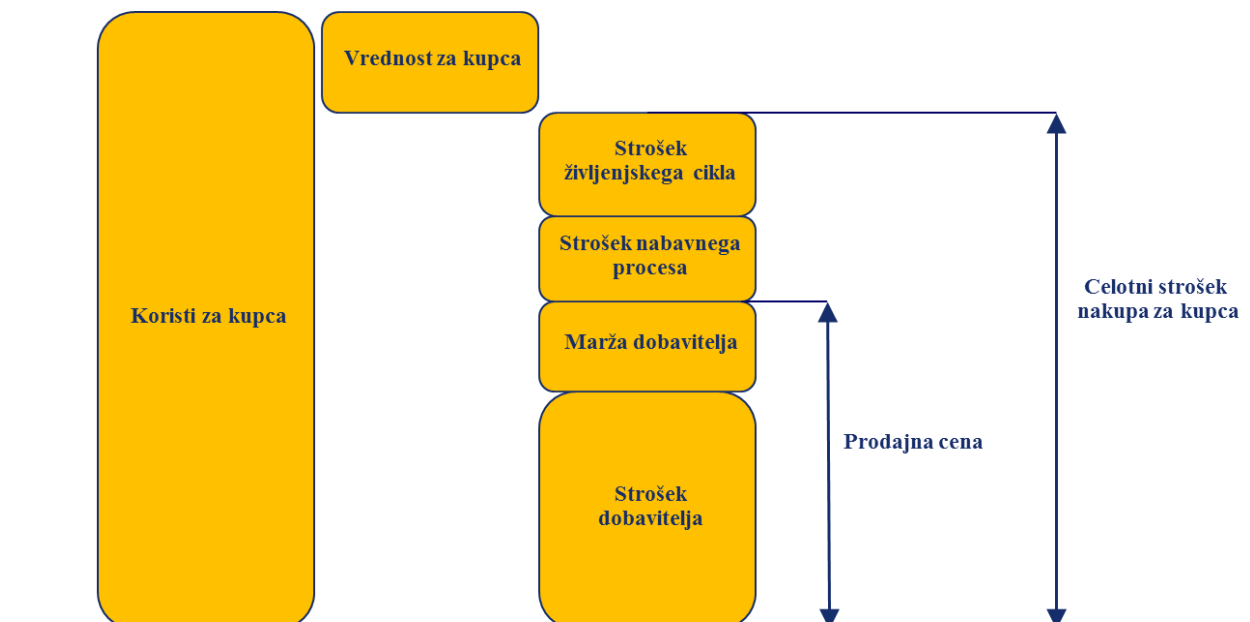 Vrednost za kupca
Strošek
življenjskega cikla
Strošek nabavnega
procesa
Celotni strošek
nakupa za kupca
Koristi za kupca
Marža dobavitelja
Prodajna cena
Strošek
dobavitelja